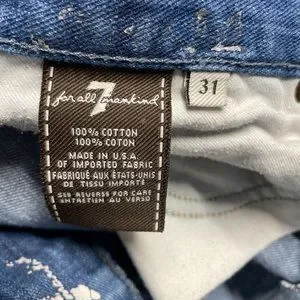 7
for all mankind
31
100% COTTON
100% COTON
MADE IN U.S.A.
OF IMPORTED FABRIC
FABRIQUÉ AUX ÉTATS-UNIS
DE TISSU IMPORTÉ
SEE REVERSE FOR CARE
ENTRETIEN AU VERSO